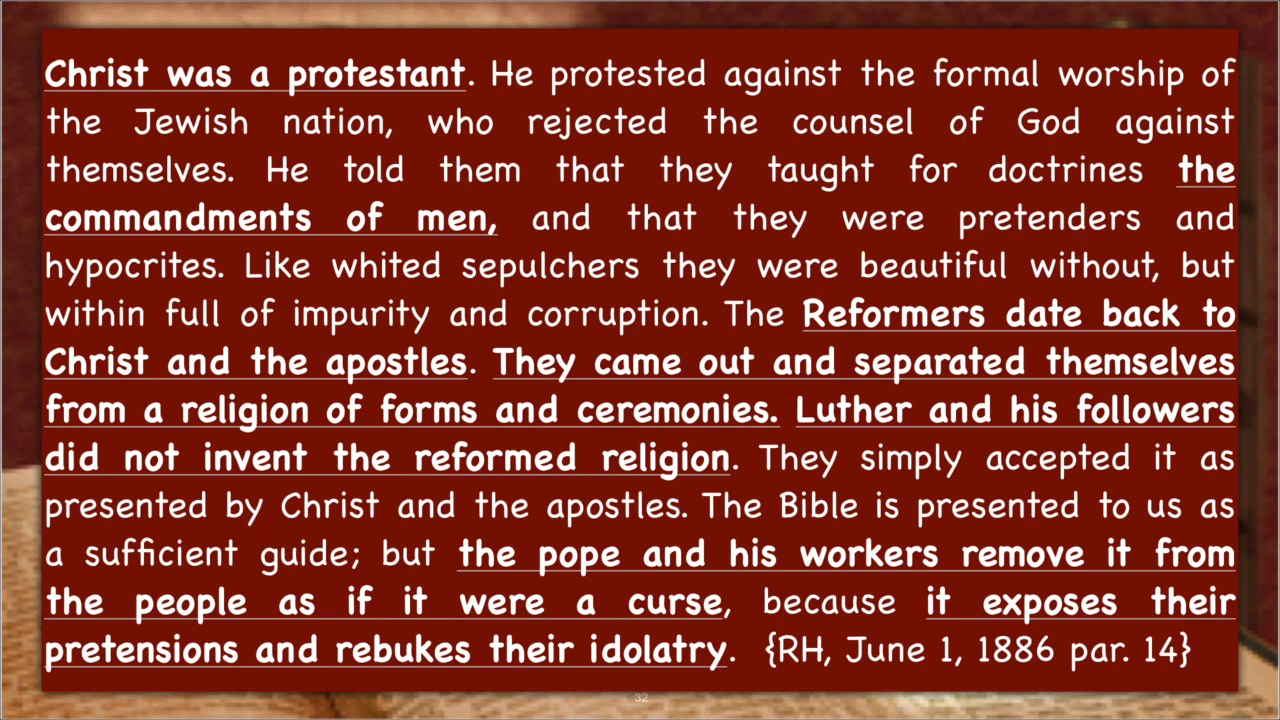 Christ was a protestant. He protested against the formal worship of
the Jewish nation, who rejected the counsel of God against
themselves. He told them that they taught for doctrines the
commandments of men, and that they were pretenders and
hypocrites. Like whited sepulchers they were beautiful without, but
within full of impurity and corruption. The Reformers date back to
Christ and the apostles. They came out and separated themselves
from a religion of forms and ceremonies. Luther and his followers
did not invent the reformed religion. They simply accepted it as
presented by Christ and the apostles. The Bible is presented to us as
a sufficient guide; but the pope and his workers remove it from
the people as if it were a curse, because it exposes their
pretensions and rebukes their idolatry. {RH, June 1, 1886 par. 14}
32